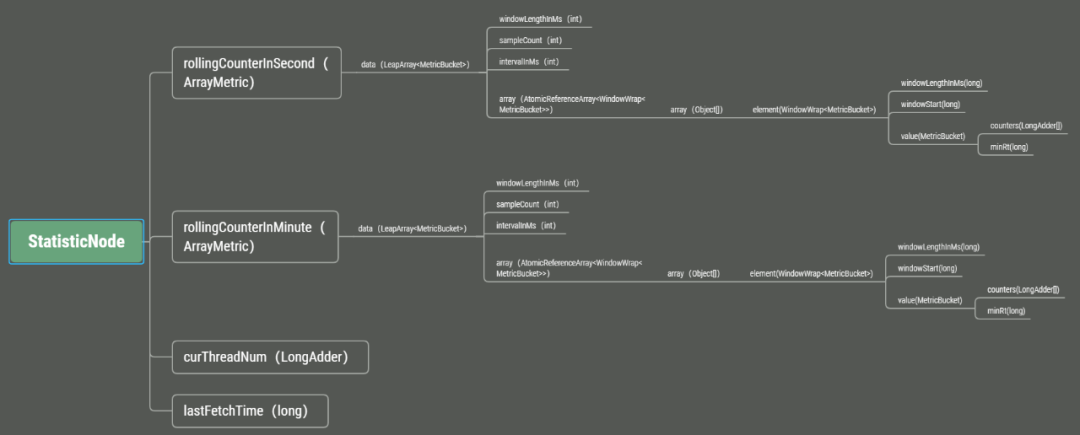 StatisticNode
rollingCounterInSecond (
ArrayMetric)
data (LeapArray<MetricBucket>)
windowLengthInMs (int)
sampleCount (int)
intervalInMs (int)
array (AtomicReferenceArray<WindowWrap<
MetricBucket>>)
array (Object[])
element(WindowWrap<MetricBucket>)
windowLengthInMs(long)
windowStart(long)
value(MetricBucket)
counters(LongAdder[])
minRt(long)
rollingCounterInMinute (
ArrayMetric)
data (LeapArray<MetricBucket>)
windowLengthInMs (int)
sampleCount (int)
intervalInMs (int)
array (AtomicReferenceArray<WindowWrap<
MetricBucket>>)
array (Object[])
element(WindowWrap<MetricBucket>)
windowLengthInMs(long)
windowStart(long)
value(MetricBucket)
counters(LongAdder[])
minRt(long)
curThreadNum (LongAdder)
lastFetchTime (long)